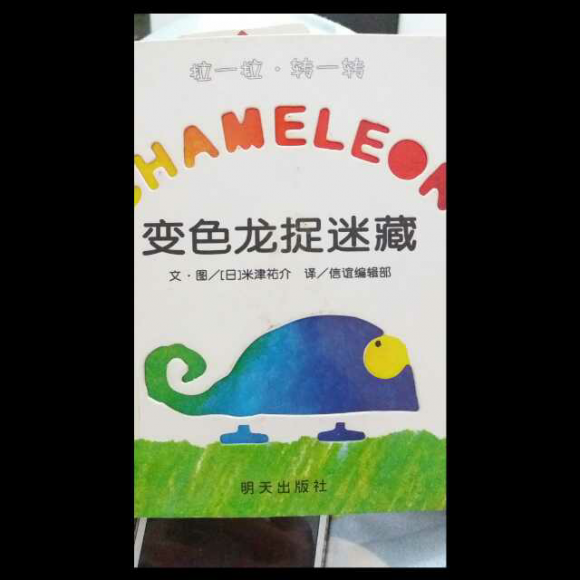 拉一拉·转一转
CHAMELEON
变色龙捉迷藏
文·图/[日]米津祐介 译/信谊编辑部
明天出版社